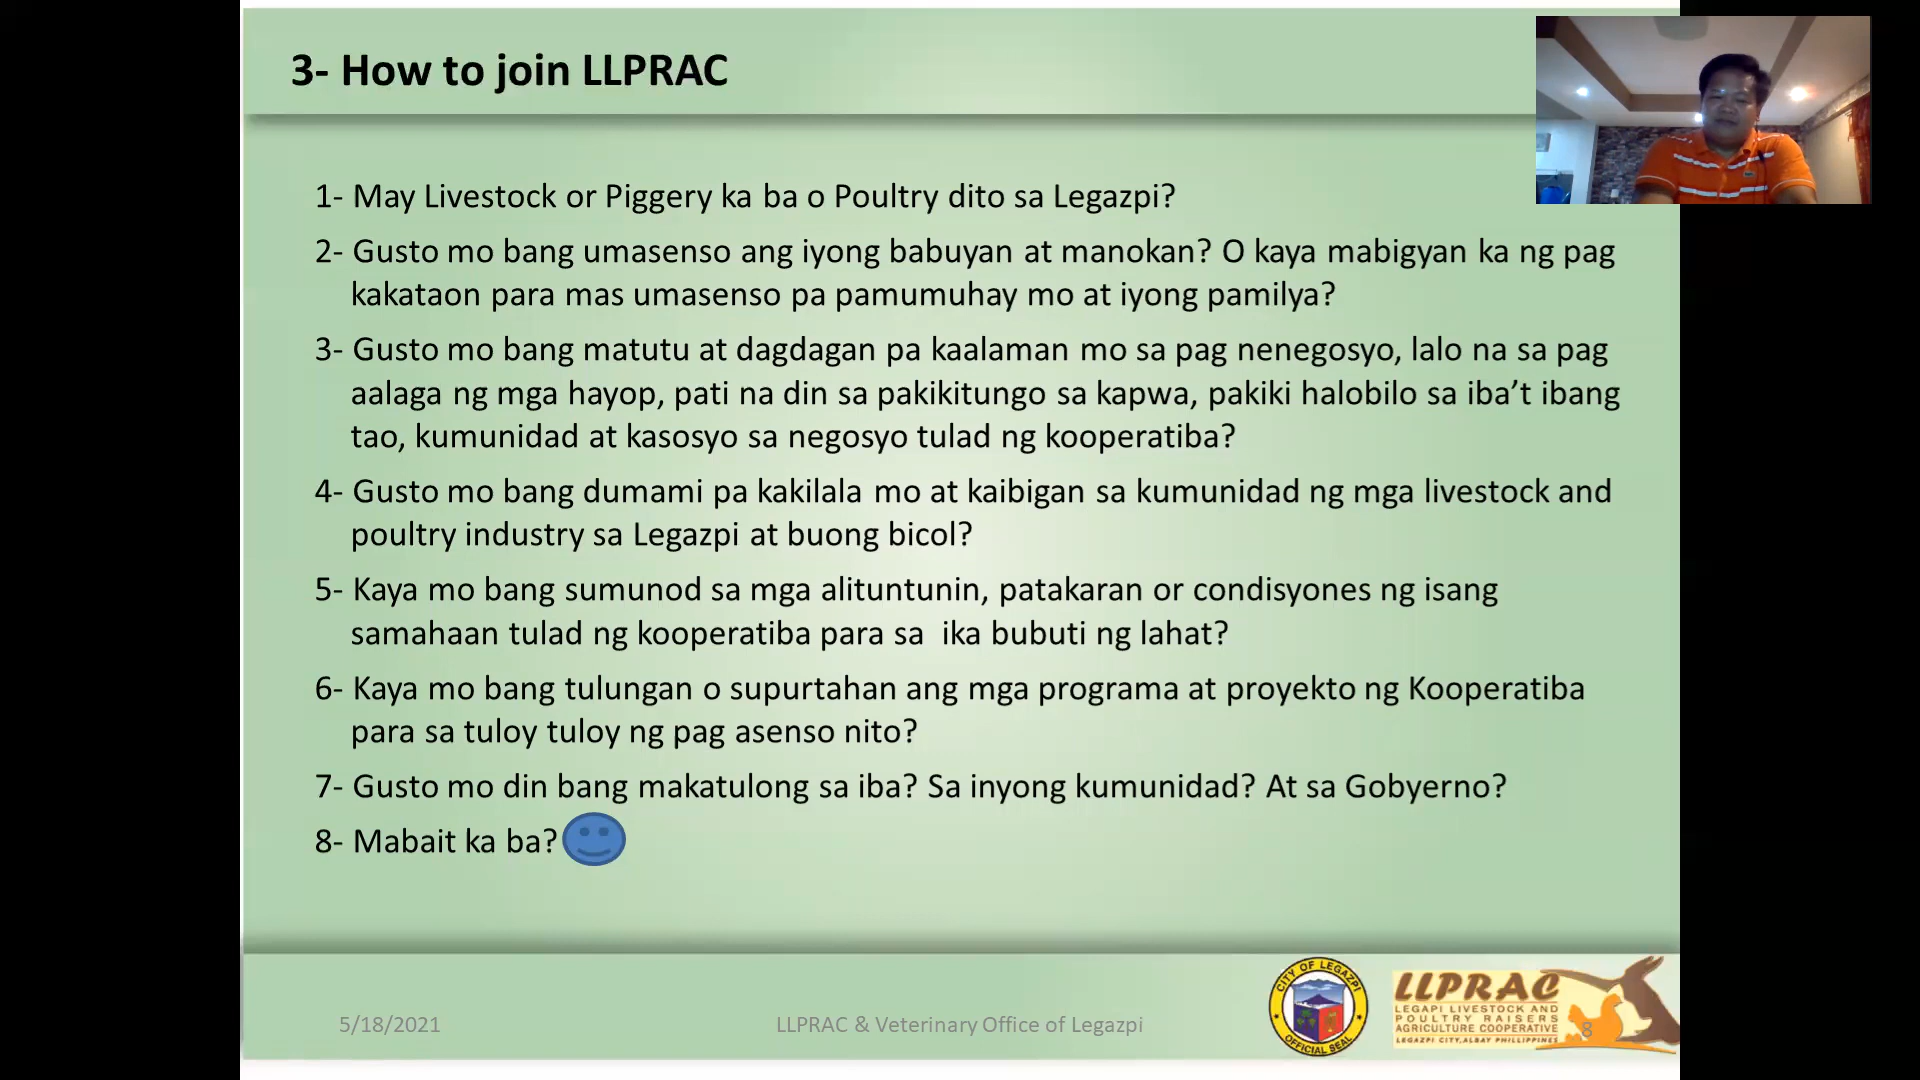 3- How to join LLPRAC
1- May Livestock or Piggery ka ba o Poultry dito sa Legazpi?
2- Gusto mo bang umasenso ang iyong babuyan at manokan? O kaya mabigyan ka ng pag
kakataon para mas umasenso pa pamumuhay mo at iyong pamilya?
3- Gusto mo bang matutu at dagdagan pa kaalaman mo sa pag nenegosyo, lalo na sa pag
aalaga ng mga hayop, pati na din sa pakikitungo sa kapwa, pakiki halobilo sa iba’t ibang
tao, kumunidad at kasosyo sa negosyo tulad ng kooperatiba?
4- Gusto mo bang dumami pa kakilala mo at kaibigan sa kumunidad ng mga livestock and
poultry industry sa Legazpi at buong bicol?
5- Kaya mo bang sumunod sa mga alituntunin, patakaran or condisyones ng isang
samahaan tulad ng kooperatiba para sa  ika bubuti ng lahat?
6- Kaya mo bang tulungan o supurtahan ang mga programa at proyekto ng Kooperatiba
para sa tuloy tuloy ng pag asenso nito?
7- Gusto mo din bang makatulong sa iba? Sa inyong kumunidad? At sa Gobyerno?
8- Mabait ka ba?
5/18/2021
LLPRAC & Veterinary Office of Legazpi
CITY OF LEGAZPI
OFFICIAL SEAL
LLPRAC
LEGAPI LIVESTOCK AND
POULTRY RAISERS
AGRICULTURE COOPERATIVE
LEGAZPI CITY, ALBAY PHILLIPPINES
8